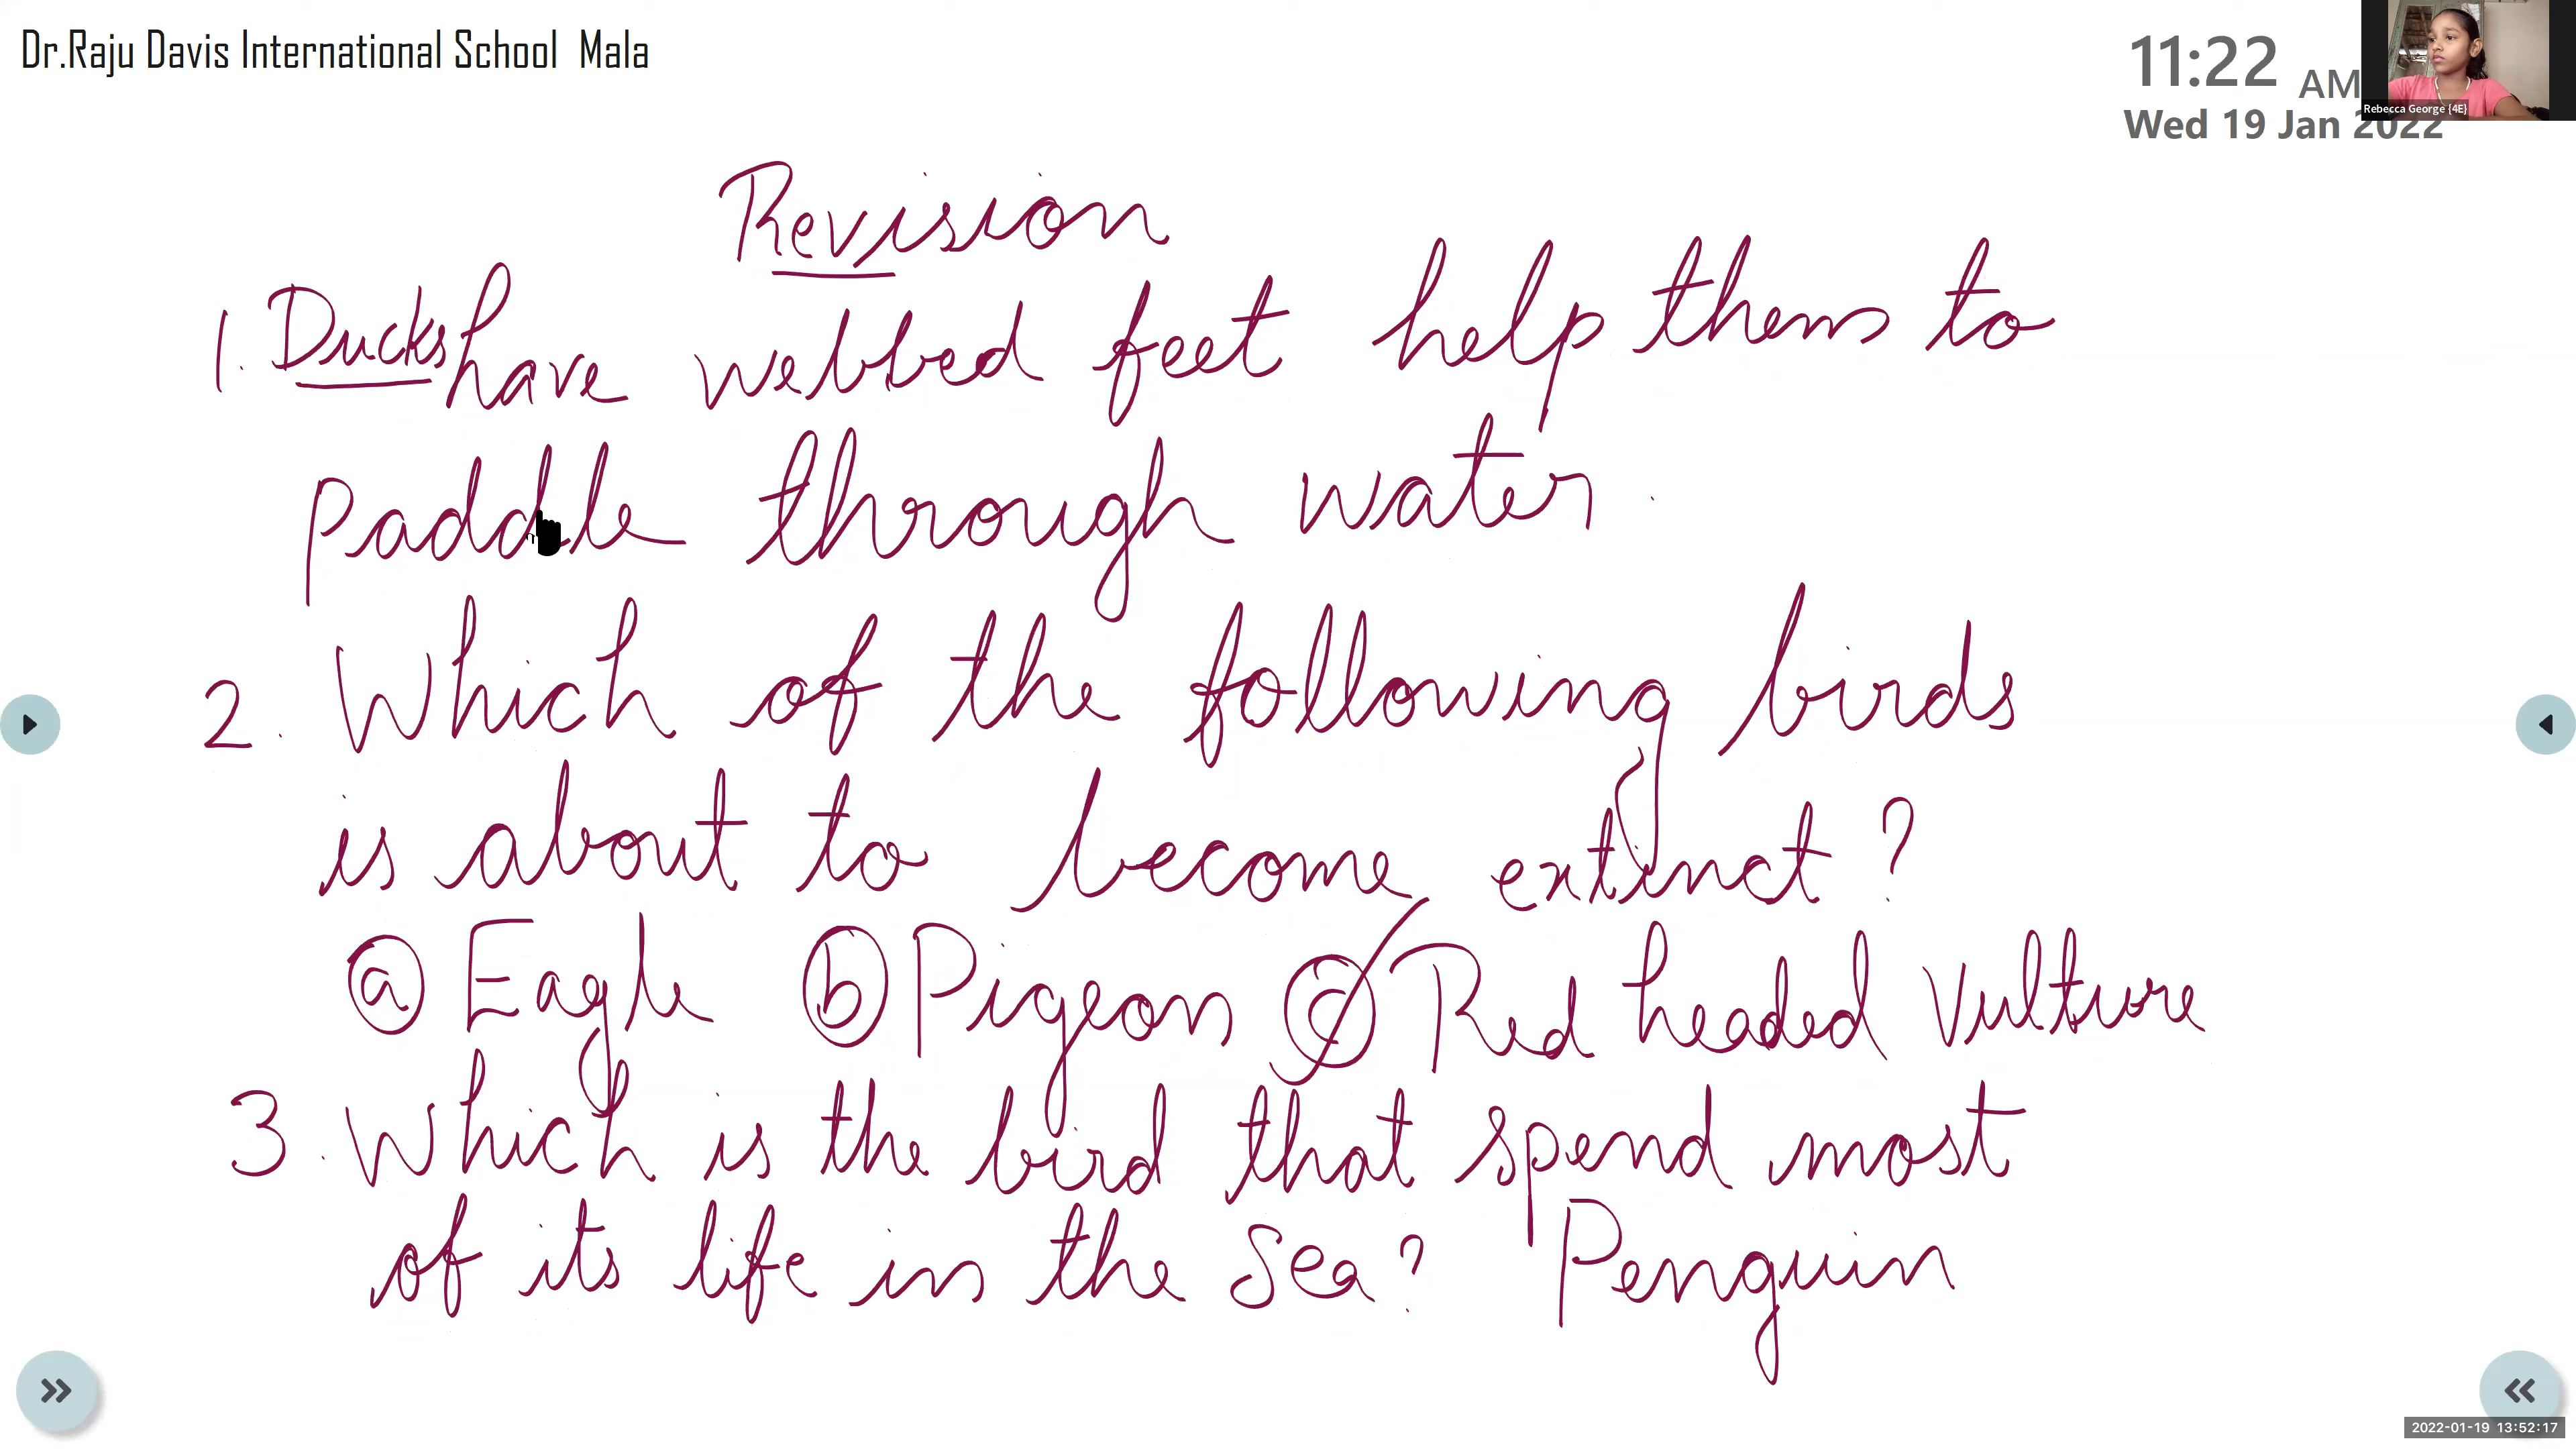 Dr.Raju Davis International School Mala
11:22 AM
Wed 19 Jan 2022
Rebecca George (4E)
Revision
1. Ducks have webbed feet help them to
paddle through water.
2. Which of the following birds
is about to become extinct?
a Eagle b Pigeon c Red headed Vulture
3. Which is the bird that spend most
of its life in the Sea? Penguin
2022-01-19 13:52:17